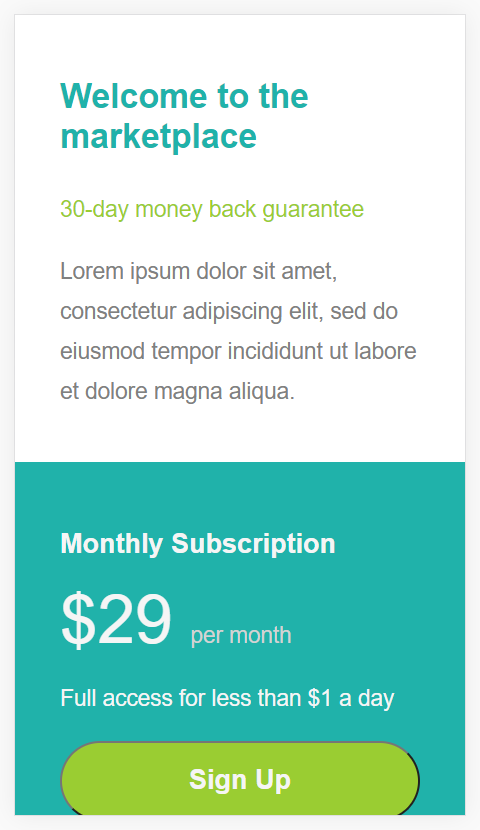 Welcome to the
marketplace
30-day money back guarantee
Lorem ipsum dolor sit amet,
consectetur adipiscing elit, sed do
eiusmod tempor incididunt ut labore
et dolore magna aliqua.
Monthly Subscription
$29 per month
Full access for less than $1 a day
Sign Up